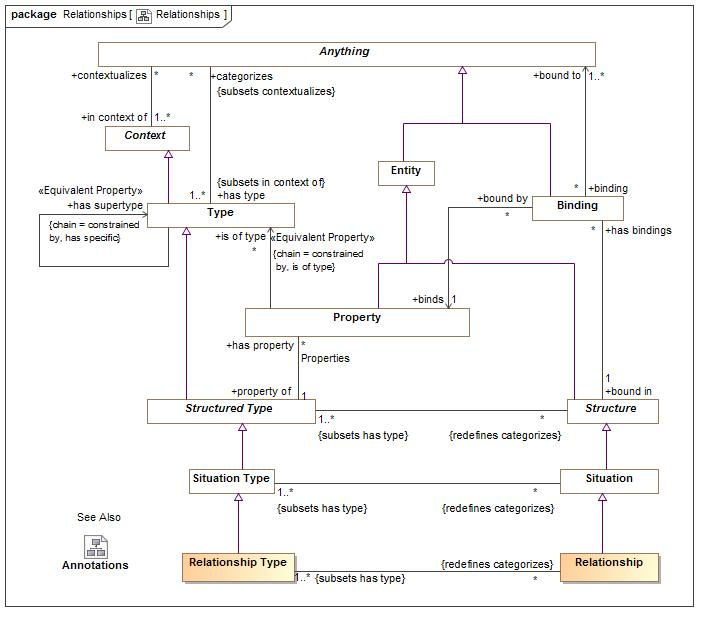 package Relationships [ Relationships ]
Anything
+contextualizes * * +categorizes +bound to 1..*
{subsets contextualizes}
+in context of 1..*
Context
Entity
{subsets in context of}
1..* +has type
«Equivalent Property»
+has supertype
* +binding
+bound by
*
Type
Binding
{chain = constrained
by, has specific}
+is of type «Equivalent Property»
*
{chain = constrained
by, is of type}
* +has bindings
+binds 1
Property
+has property *
Properties
+property of 1
1
+bound in
Structured Type
Structure
1..* *
{subsets has type} {redefines categorizes}
Situation Type
Situation
1..* *
{subsets has type} {redefines categorizes}
See Also
Annotations
Relationship Type
{redefines categorizes}
Relationship
1..* {subsets has type} *